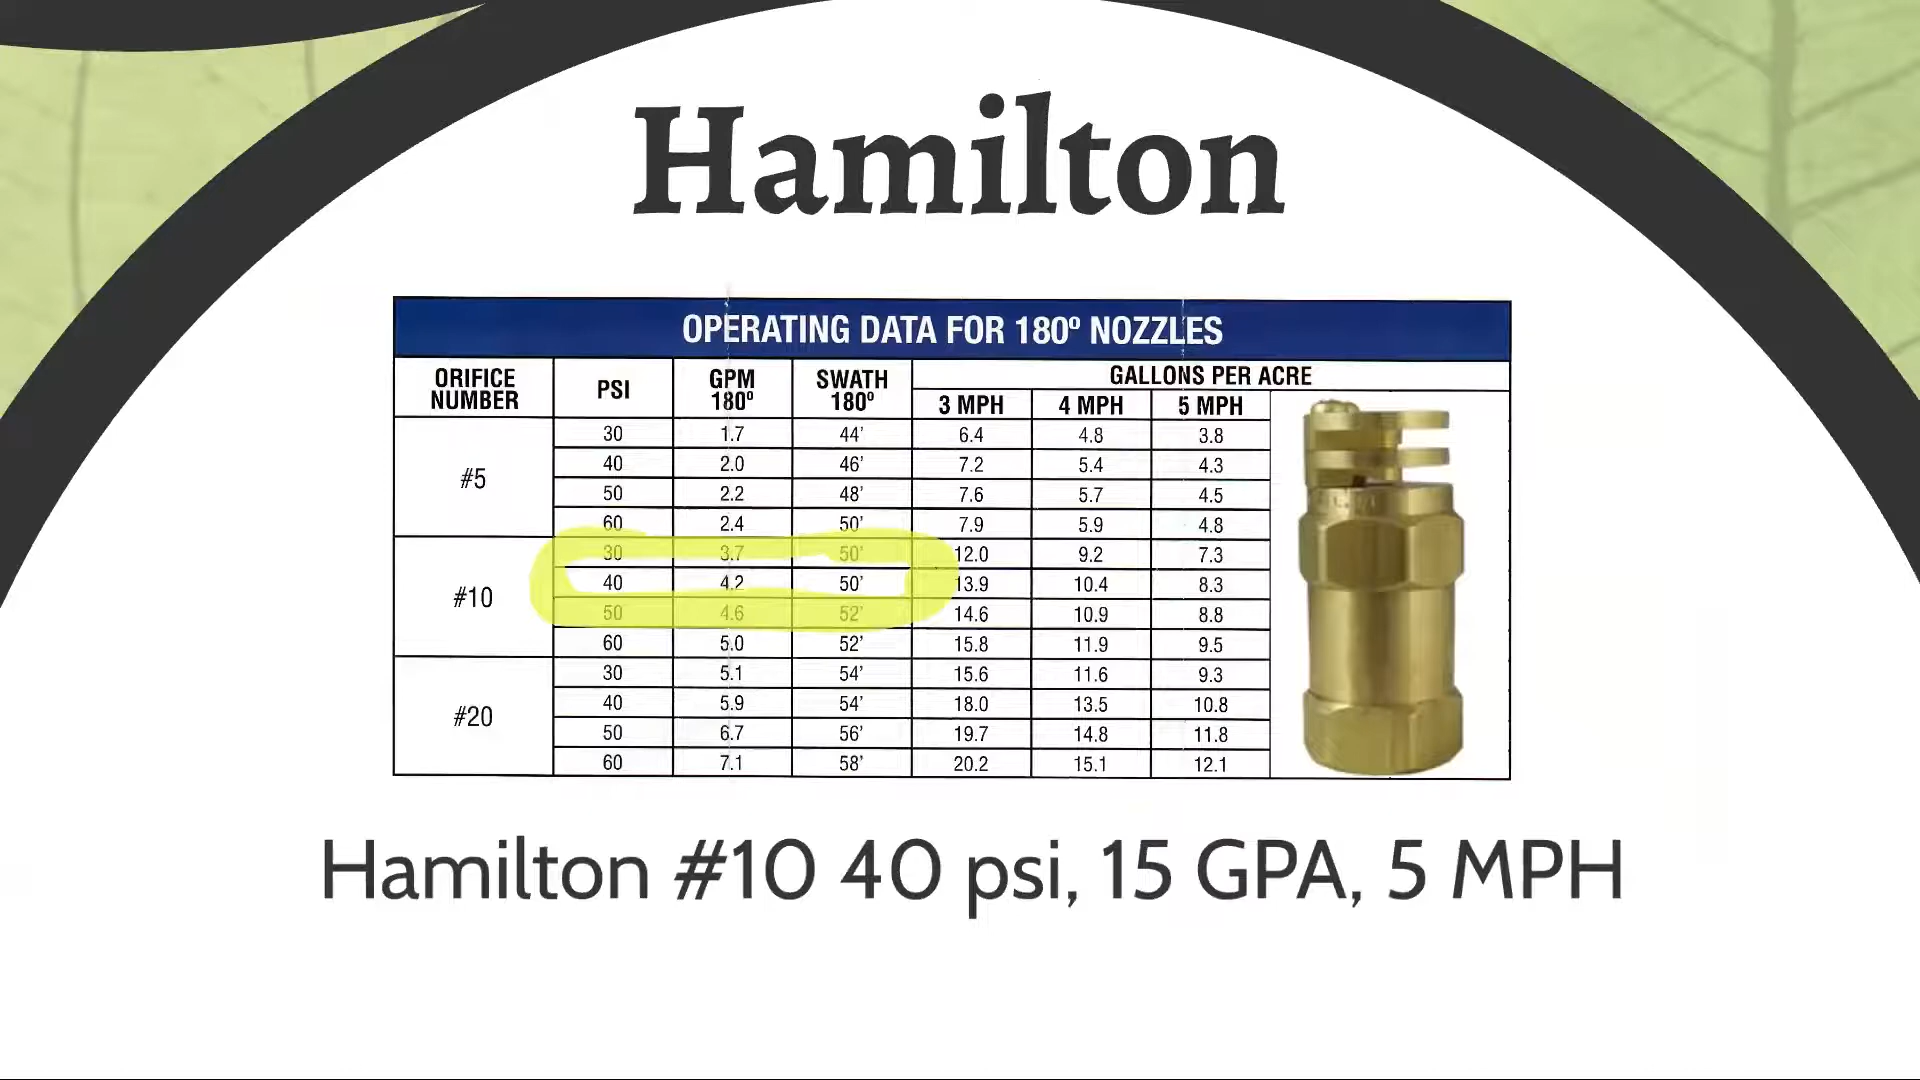 Hamilton
OPERATING DATA FOR 180º NOZZLES
ORIFICE NUMBER PSI GPM 180º SWATH 180º GALLONS PER ACRE
3 MPH 4 MPH 5 MPH
#5
30 1.7 44' 6.4 4.8 3.8
40 2.0 46' 7.2 5.4 4.3
50 2.2 48' 7.6 5.7 4.5
60 2.4 50' 7.9 5.9 4.8
#10
30 3.7 50' 12.0 9.2 7.3
40 4.2 50' 13.9 10.4 8.3
50 4.6 52' 14.6 10.9 8.8
60 5.0 52' 15.8 11.9 9.5
#20
30 5.1 54' 15.6 11.6 9.3
40 5.9 54' 18.0 13.5 10.8
50 6.7 56' 19.7 14.8 11.8
60 7.1 58' 20.2 15.1 12.1
Hamilton #10 40 psi, 15 GPA, 5 MPH